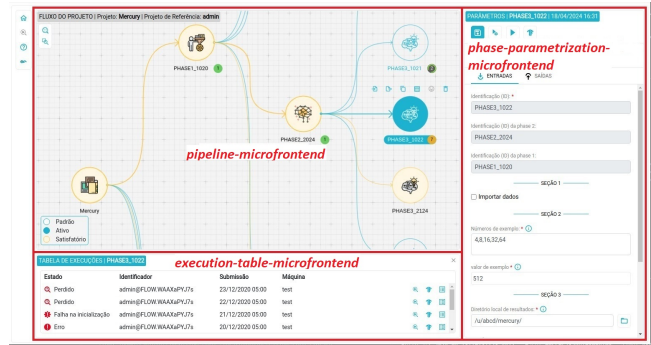 FLUXO DO PROJETO | Projeto: Mercury | Projeto de Referência: admin
PHASE1_1020
1
PHASE3_1021
PHASE2_2024
1
PHASE3_1022
7
pipeline-microfrontend
Mercury
PHASE3_2124
Padrão
Ativo
Satisfatório
TABELA DE EXECUÇÕES | PHASE3_1022
execution-table-microfrontend
Estado Identificador Submissão Máquina
Perdido admin@FLOW.WAAXaPYJ7s 23/12/2020 05:00 test
Perdido admin@FLOW.WAAXaPYJ7s 22/12/2020 05:00 test
Falha na inicialização admin@FLOW.WAAXaPYJ7s 21/12/2020 05:00 test
Erro admin@FLOW.WAAXaPYJ7s 20/12/2020 05:00 test
PARÂMETROS | PHASE3_1022 | 18/04/2024 16:31
phase-parametrization-
microfrontend
ENTRADAS SAÍDAS
Identificação (ID) *
PHASE3_1022
Identificação (ID) da phase 2:
PHASE2_2024
Identificação (ID) da phase 1:
PHASE1_1020
SEÇÃO 1
Importar dados
SEÇÃO 2
Números de exemplo: *
4,8,16,32,64
valor de exemplo *
512
SEÇÃO 3
Diretório local de resultados: *
/u/abcd/mercury/